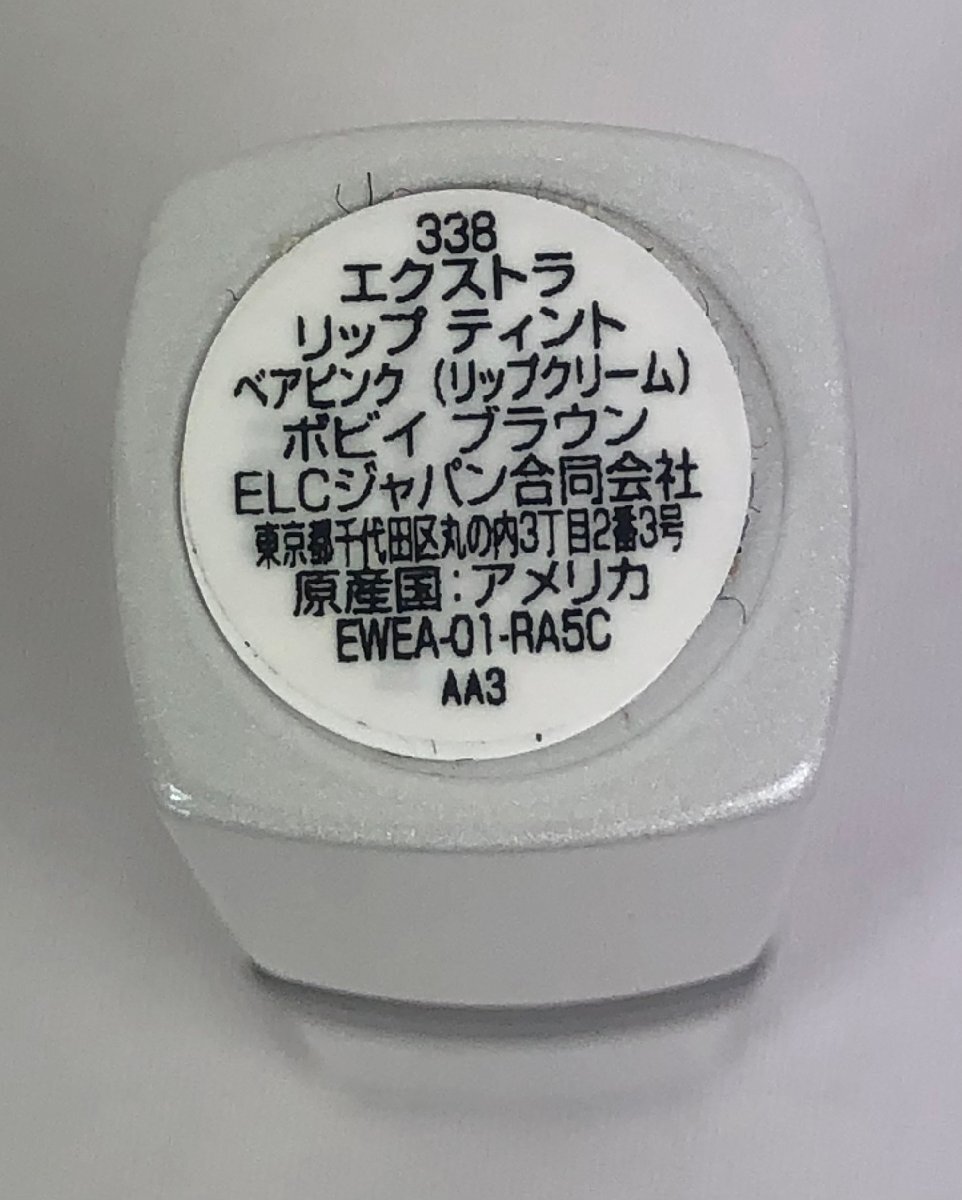 338
エクストラ
リップ ティント
ベアピンク (リップクリーム)
ボビイ ブラウン
ELCジャパン合同会社
東京都千代田区丸の内3丁目2番3号
原産国:アメリカ
EWEA-01-RA5C
AA3